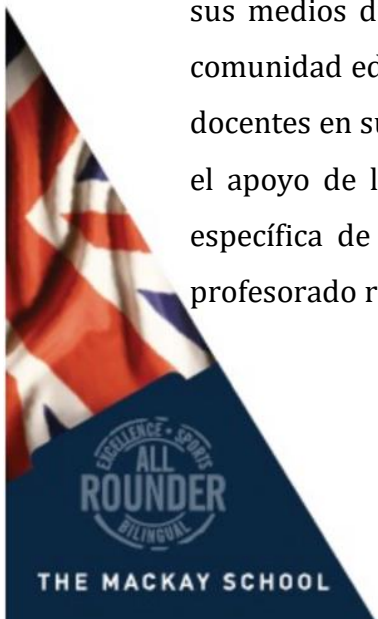 sus medios d
comunidad ed
docentes en su
el apoyo de l
específica de
profesorado r
EXCELLENCE • SPORTS
ALL
ROUNDER
BILINGUAL
THE MACKAY SCHOOL